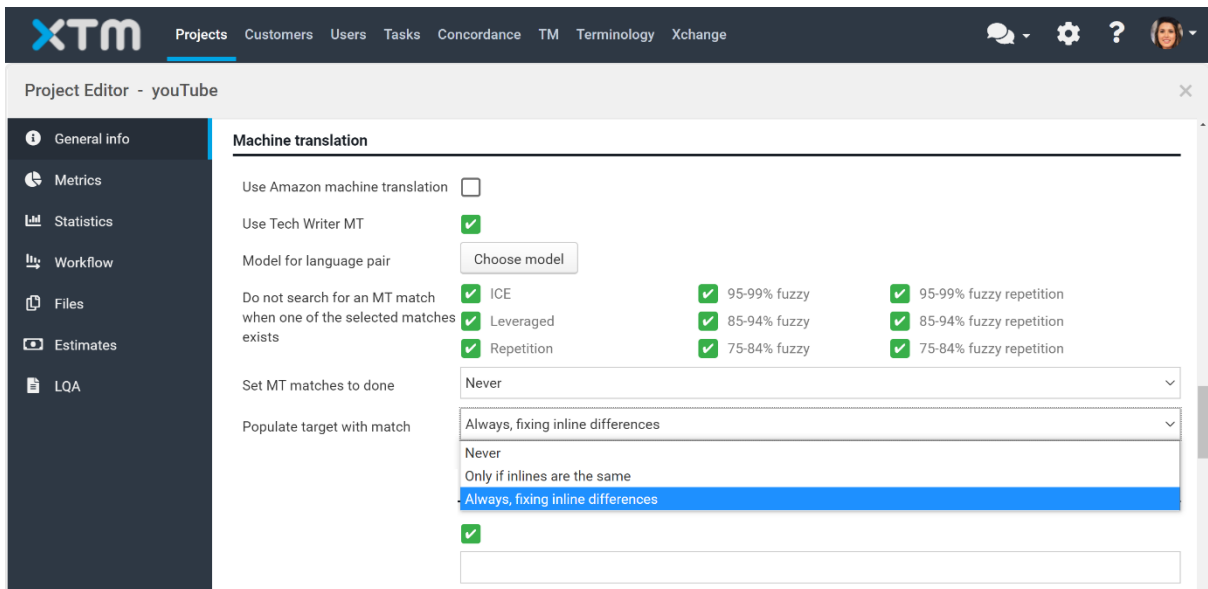 XTM Projects Customers Users Tasks Concordance TM Terminology Xchange ?
Project Editor - youTube
General info
Metrics
Statistics
Workflow
Files
Estimates
LQA
Machine translation
Use Amazon machine translation
Use Tech Writer MT
Model for language pair Choose model
Do not search for an MT match
when one of the selected matches
exists
ICE 95-99% fuzzy 95-99% fuzzy repetition
Leveraged 85-94% fuzzy 85-94% fuzzy repetition
Repetition 75-84% fuzzy 75-84% fuzzy repetition
Set MT matches to done Never
Populate target with match Always, fixing inline differences
Never
Only if inlines are the same
Always, fixing inline differences